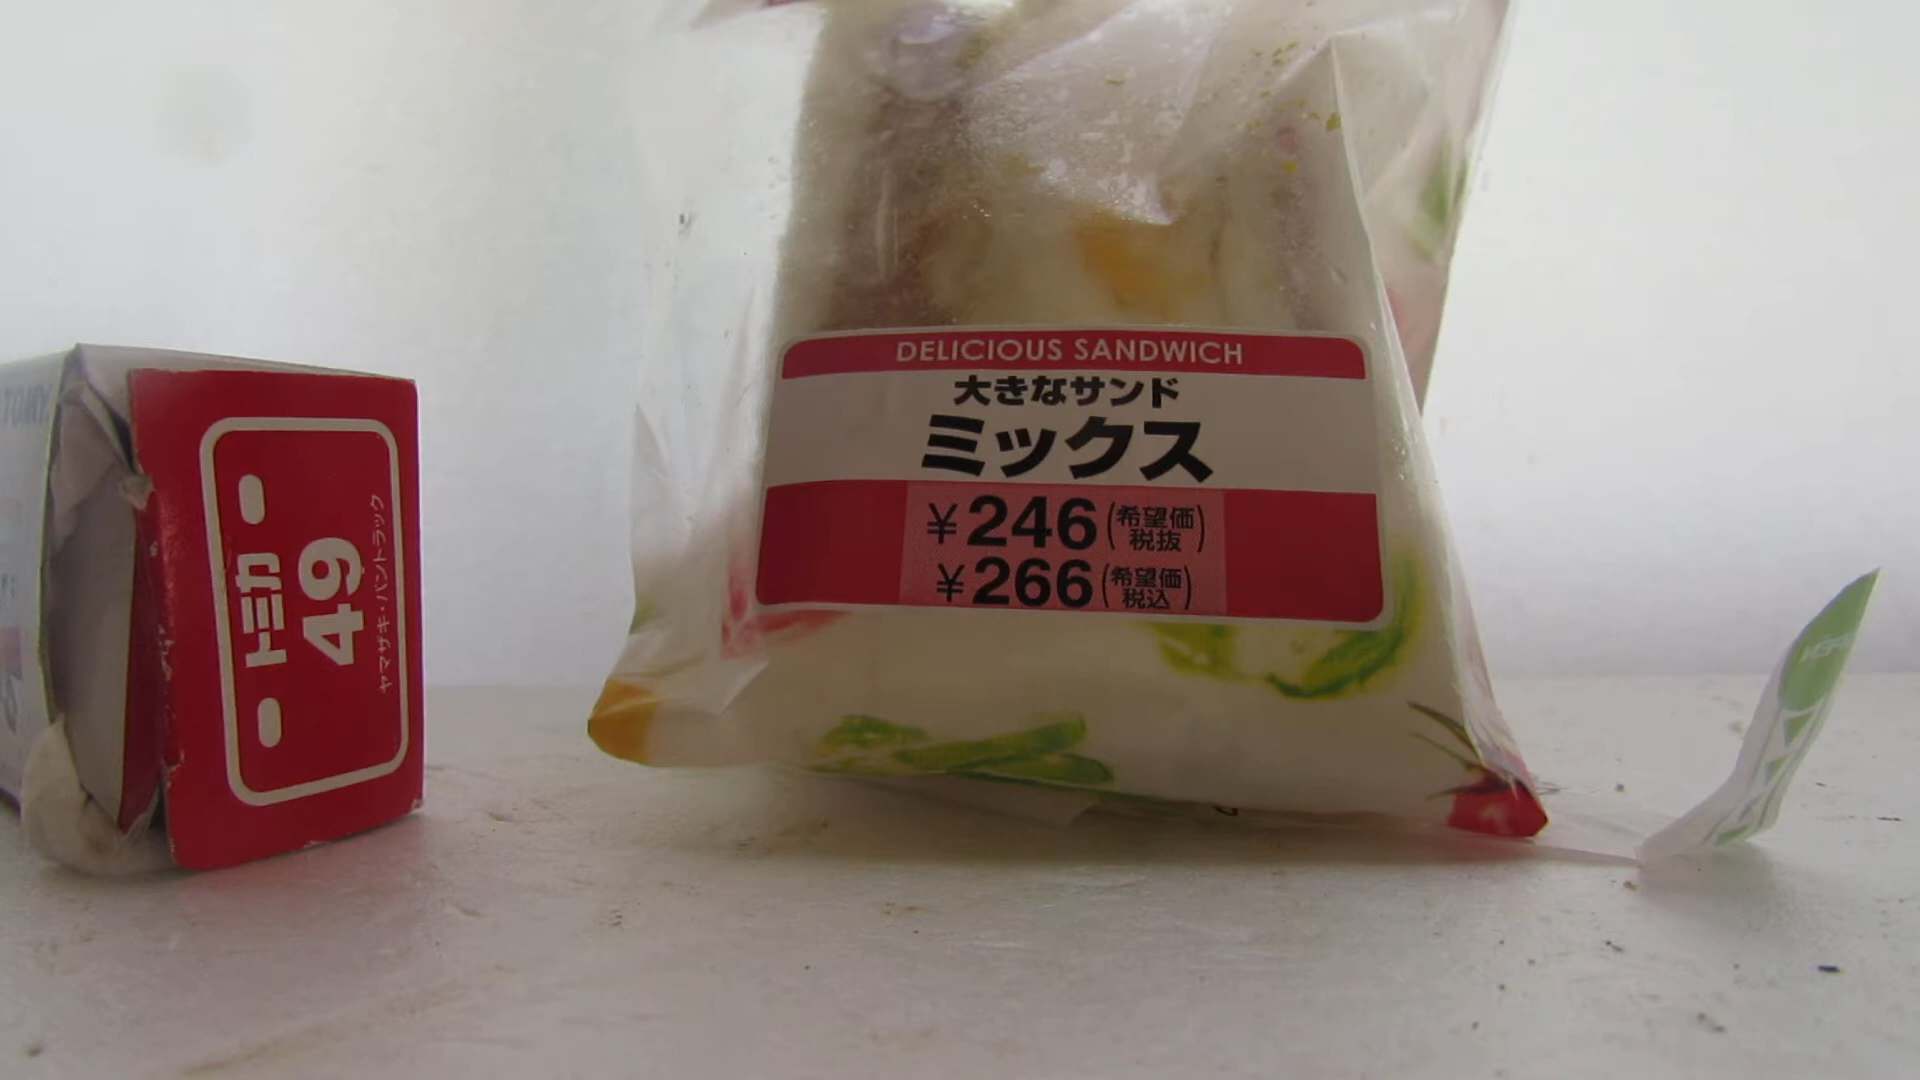 トミカ
49
ヤマザキ・パントラック
DELICIOUS SANDWICH
大きなサンド
ミックス
¥246(希望価 税抜)
¥266(希望価 税込)